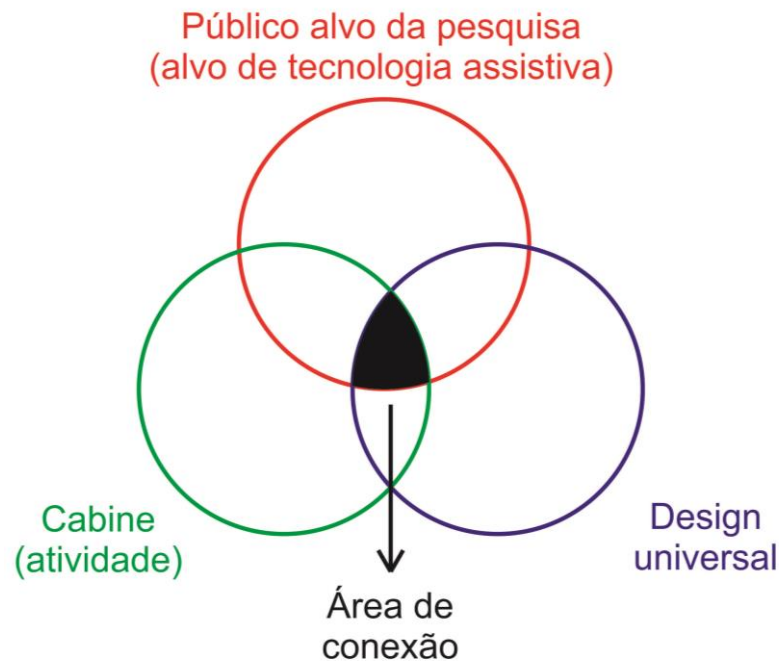 Público alvo da pesquisa
(alvo de tecnologia assistiva)
Cabine
(atividade)
Design
universal
Área de
conexão